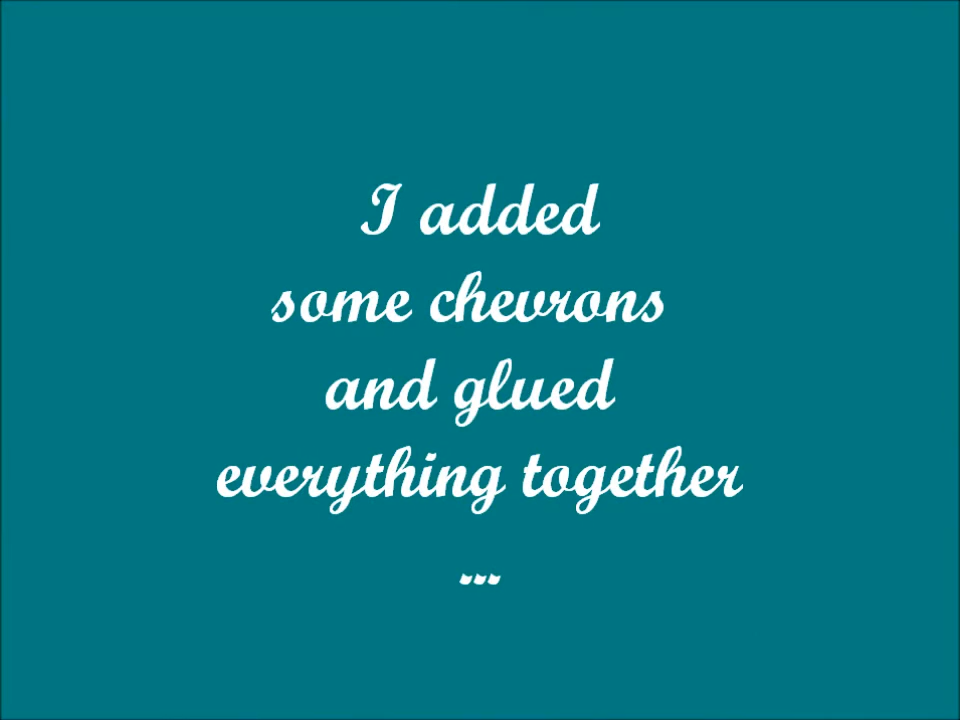 I added
some chevrons
and glued
everything together
...